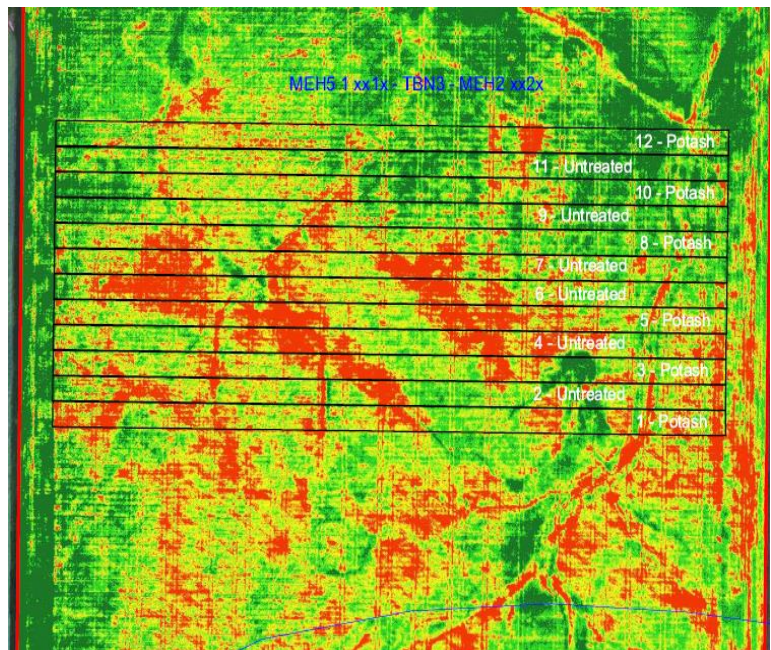 MEH5 1 xx1x - TBN3 - MEH2 xx2x
12 - Potash
11 - Untreated
10 - Potash
9 - Untreated
8 - Potash
7 - Untreated
6 - Untreated
5 - Potash
4 - Untreated
3 - Potash
2 - Untreated
1 - Potash